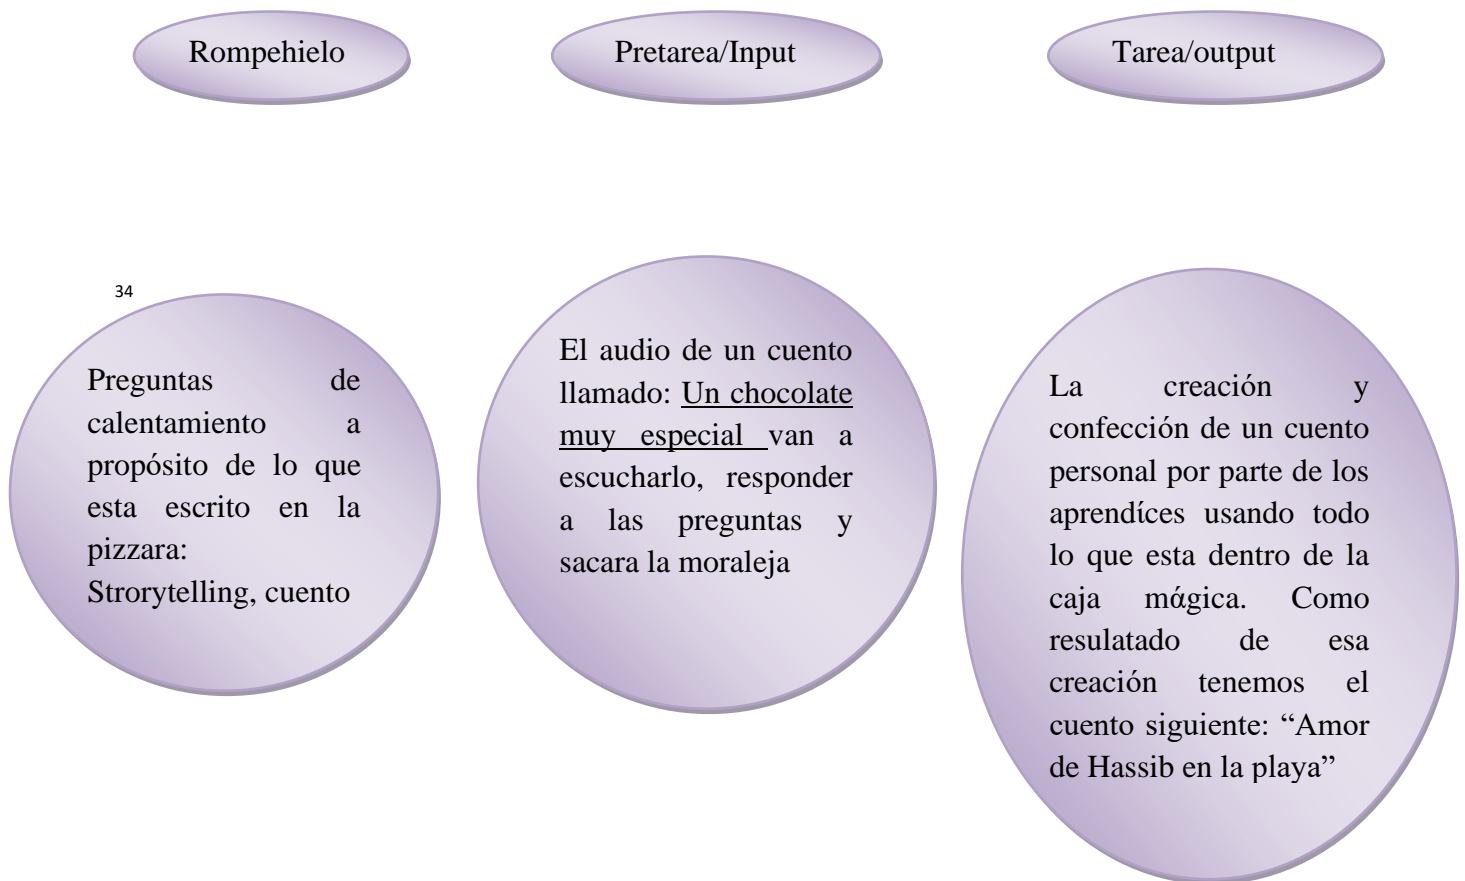 Rompehielo
Pretarea/Input
Tarea/output
34
Preguntas de
calentamiento a
propósito de lo que
esta escrito en la
pizzara:
Strorytelling, cuento
El audio de un cuento
llamado: Un chocolate
muy especial van a
escucharlo, responder
a las preguntas y
sacara la moraleja
La creación y
confección de un cuento
personal por parte de los
aprendíces usando todo
lo que esta dentro de la
caja mάgica. Como
resulatado de esa
creación tenemos el
cuento siguiente: “Amor
de Hassib en la playa”